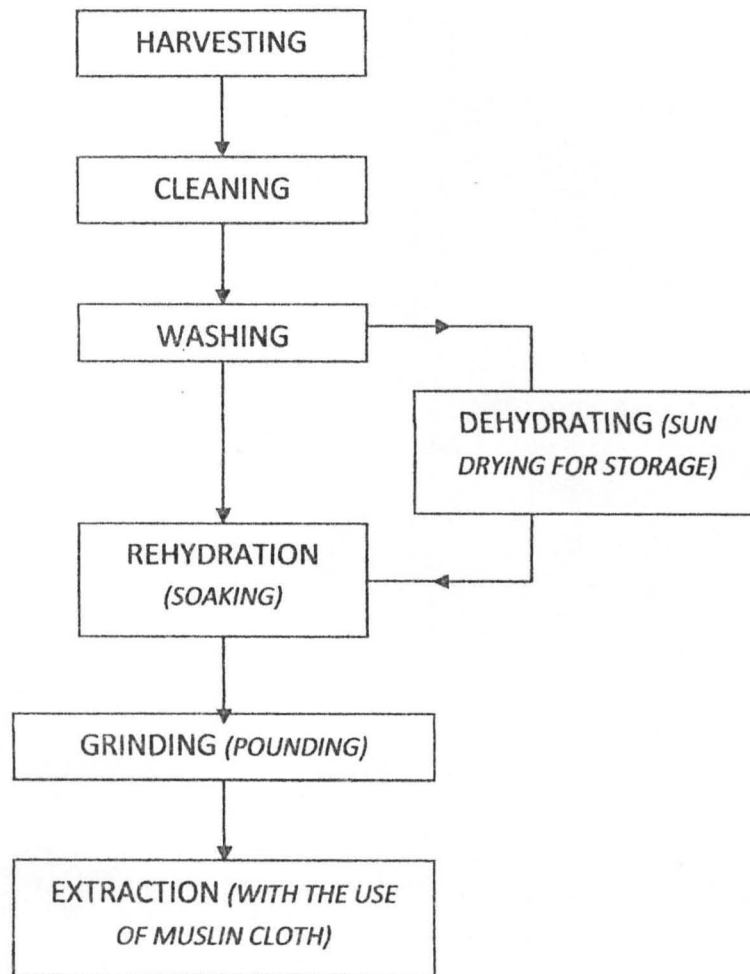 HARVESTING
CLEANING
WASHING
DEHYDRATING (SUN
DRYING FOR STORAGE)
REHYDRATION
(SOAKING)
GRINDING (POUNDING)
EXTRACTION (WITH THE USE
OF MUSLIN CLOTH)